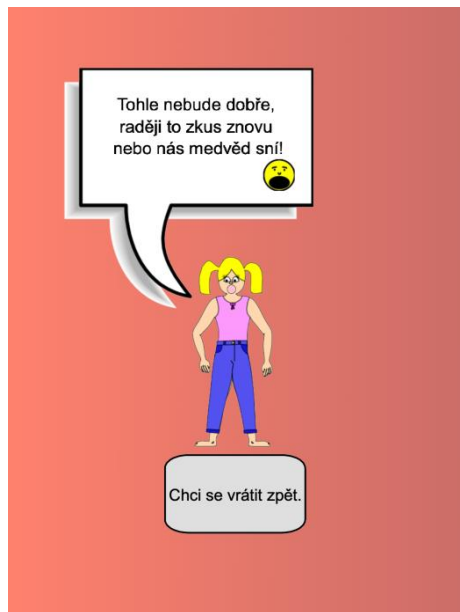 Tohle nebude dobře,
raději to zkus znovu
nebo nás medvěd sní!
Chci se vrátit zpět.